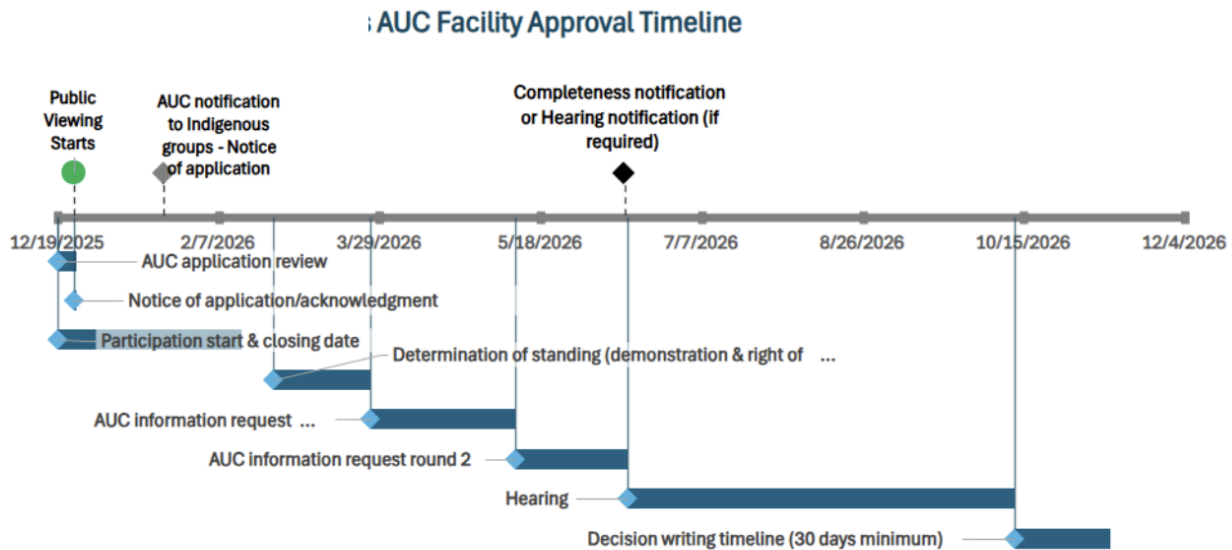 AUC Facility Approval Timeline
Public
Viewing
Starts
AUC notification
to Indigenous
groups - Notice
of application
Completeness notification
or Hearing notification (if
required)
12/19/2025 2/7/2026 3/29/2026 5/18/2026 7/7/2026 8/26/2026 10/15/2026 12/4/2026
AUC application review
Notice of application/acknowledgment
Participation start & closing date
Determination of standing (demonstration & right of ...
AUC information request ...
AUC information request round 2
Hearing
Decision writing timeline (30 days minimum)